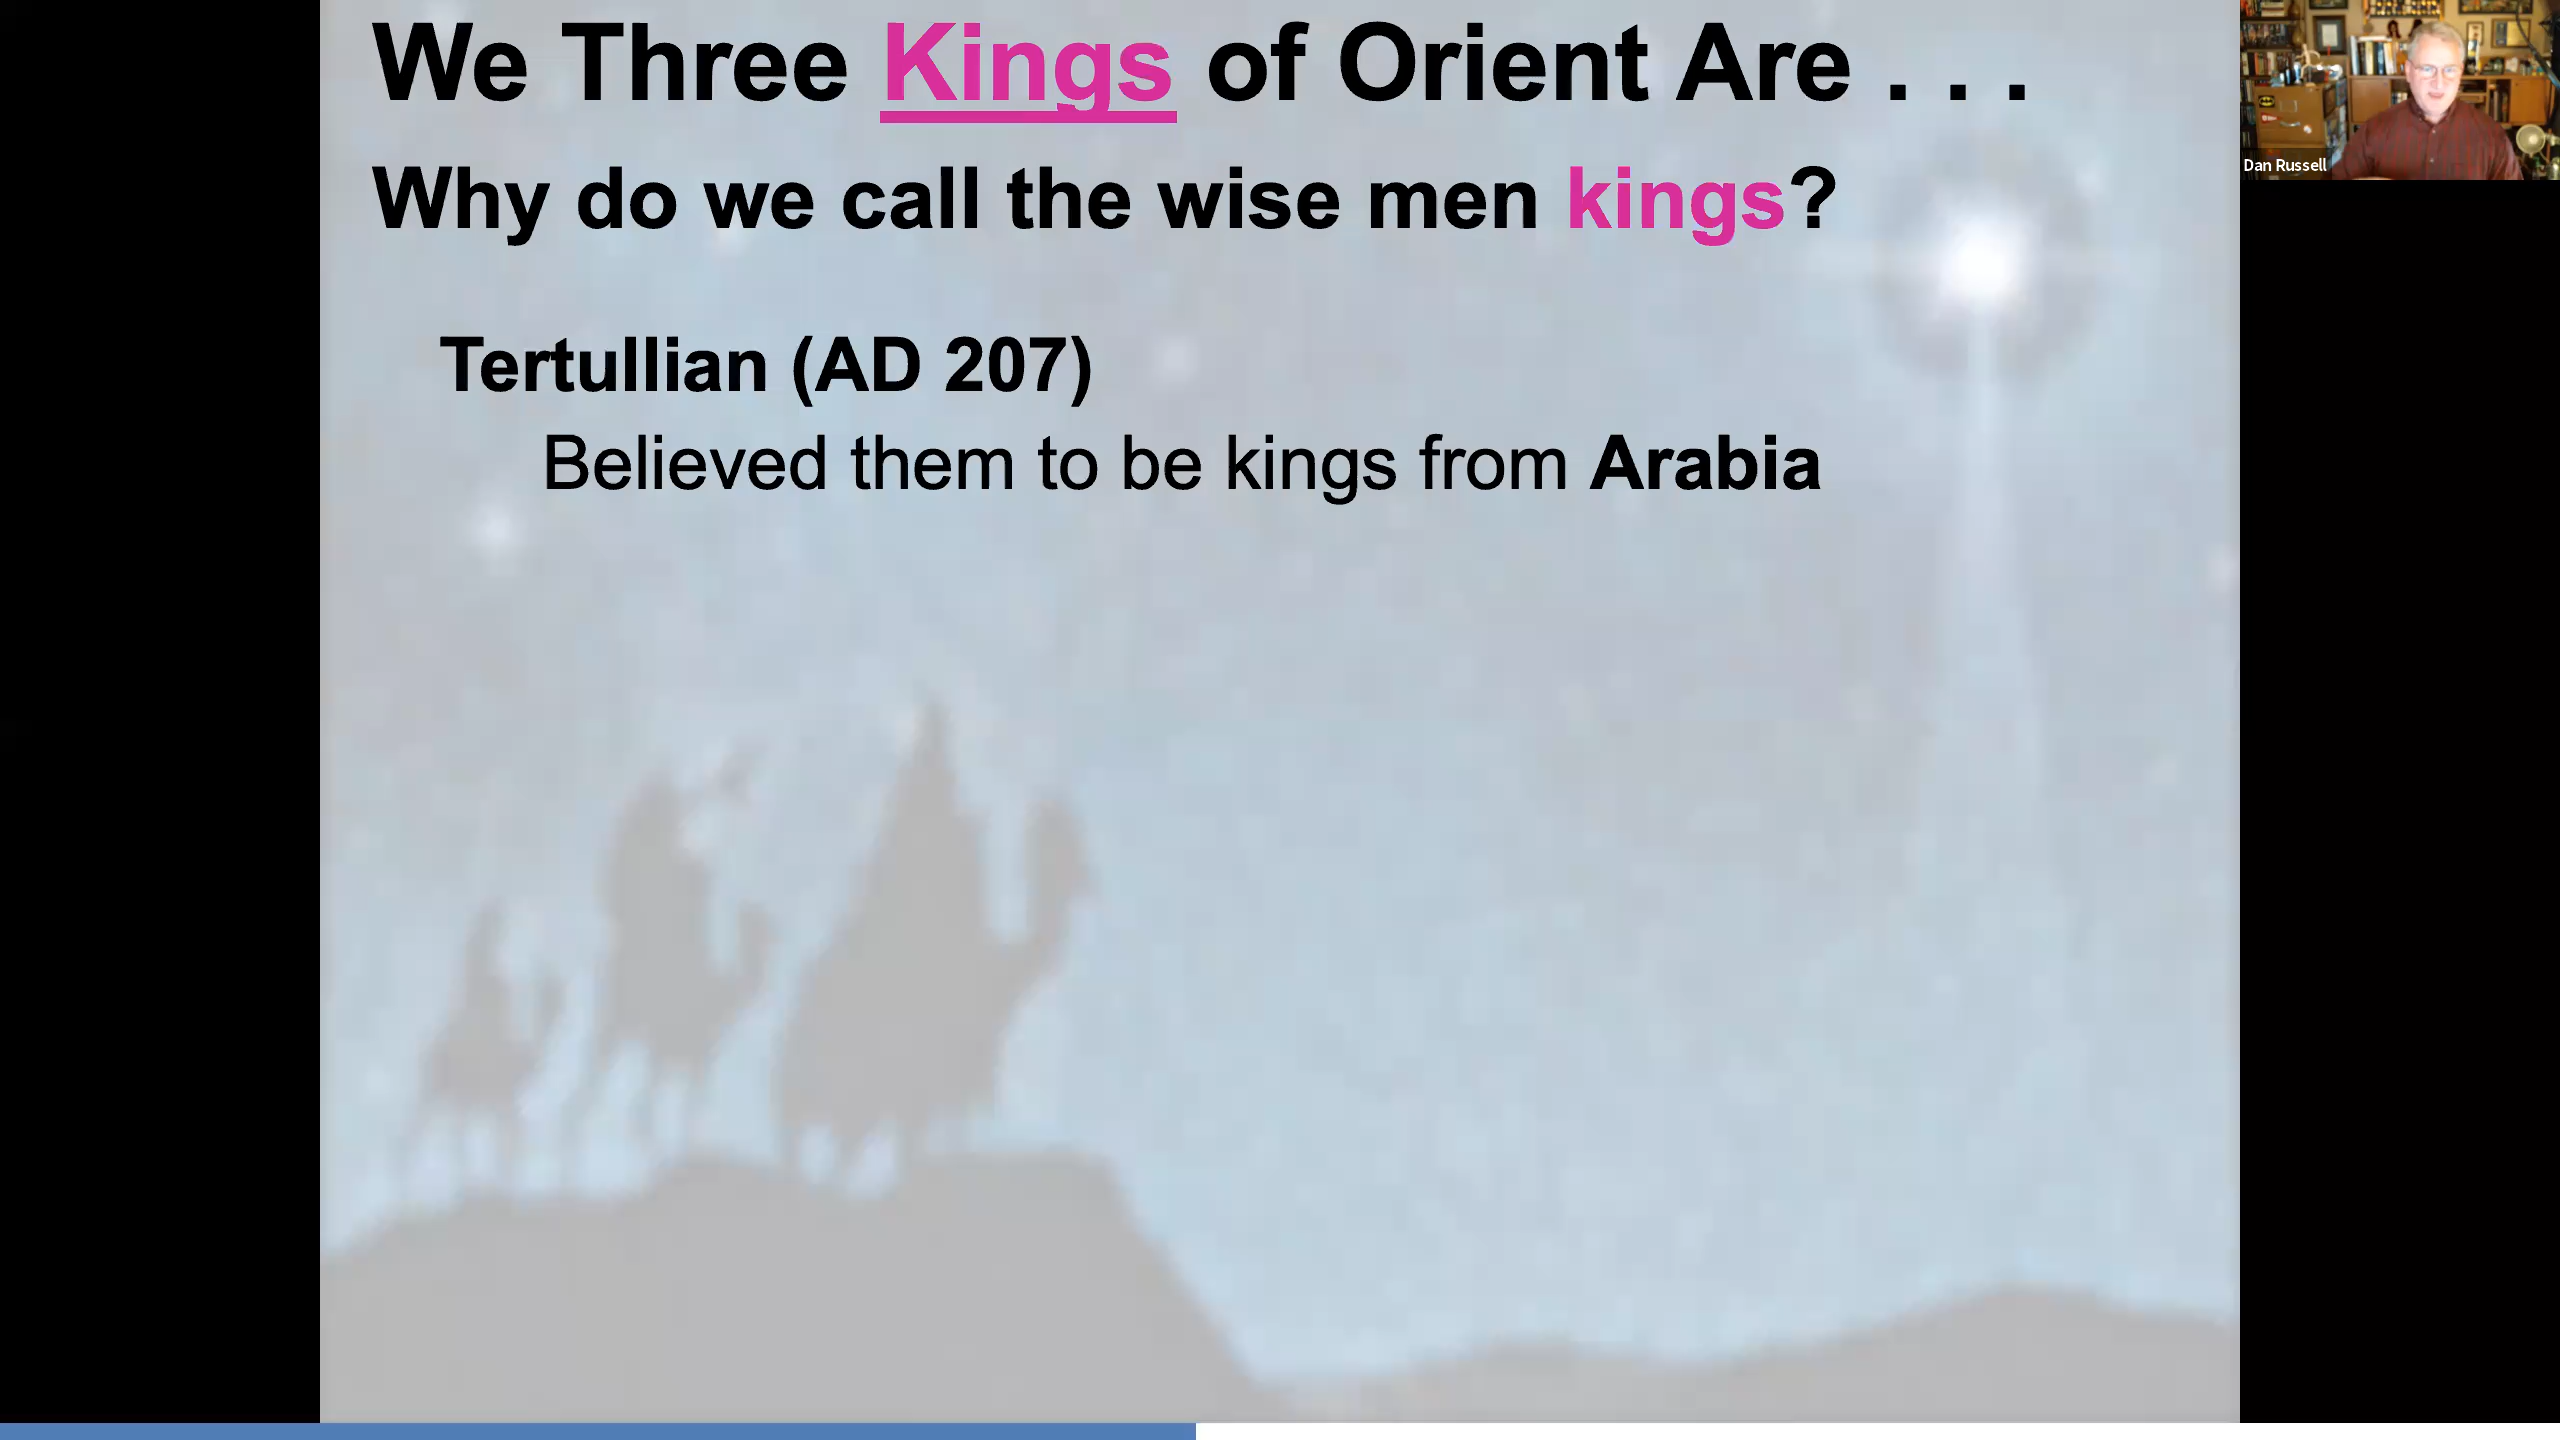 We Three Kings of Orient Are . . .
Why do we call the wise men kings?
Tertullian (AD 207)
Believed them to be kings from Arabia
Dan Russell